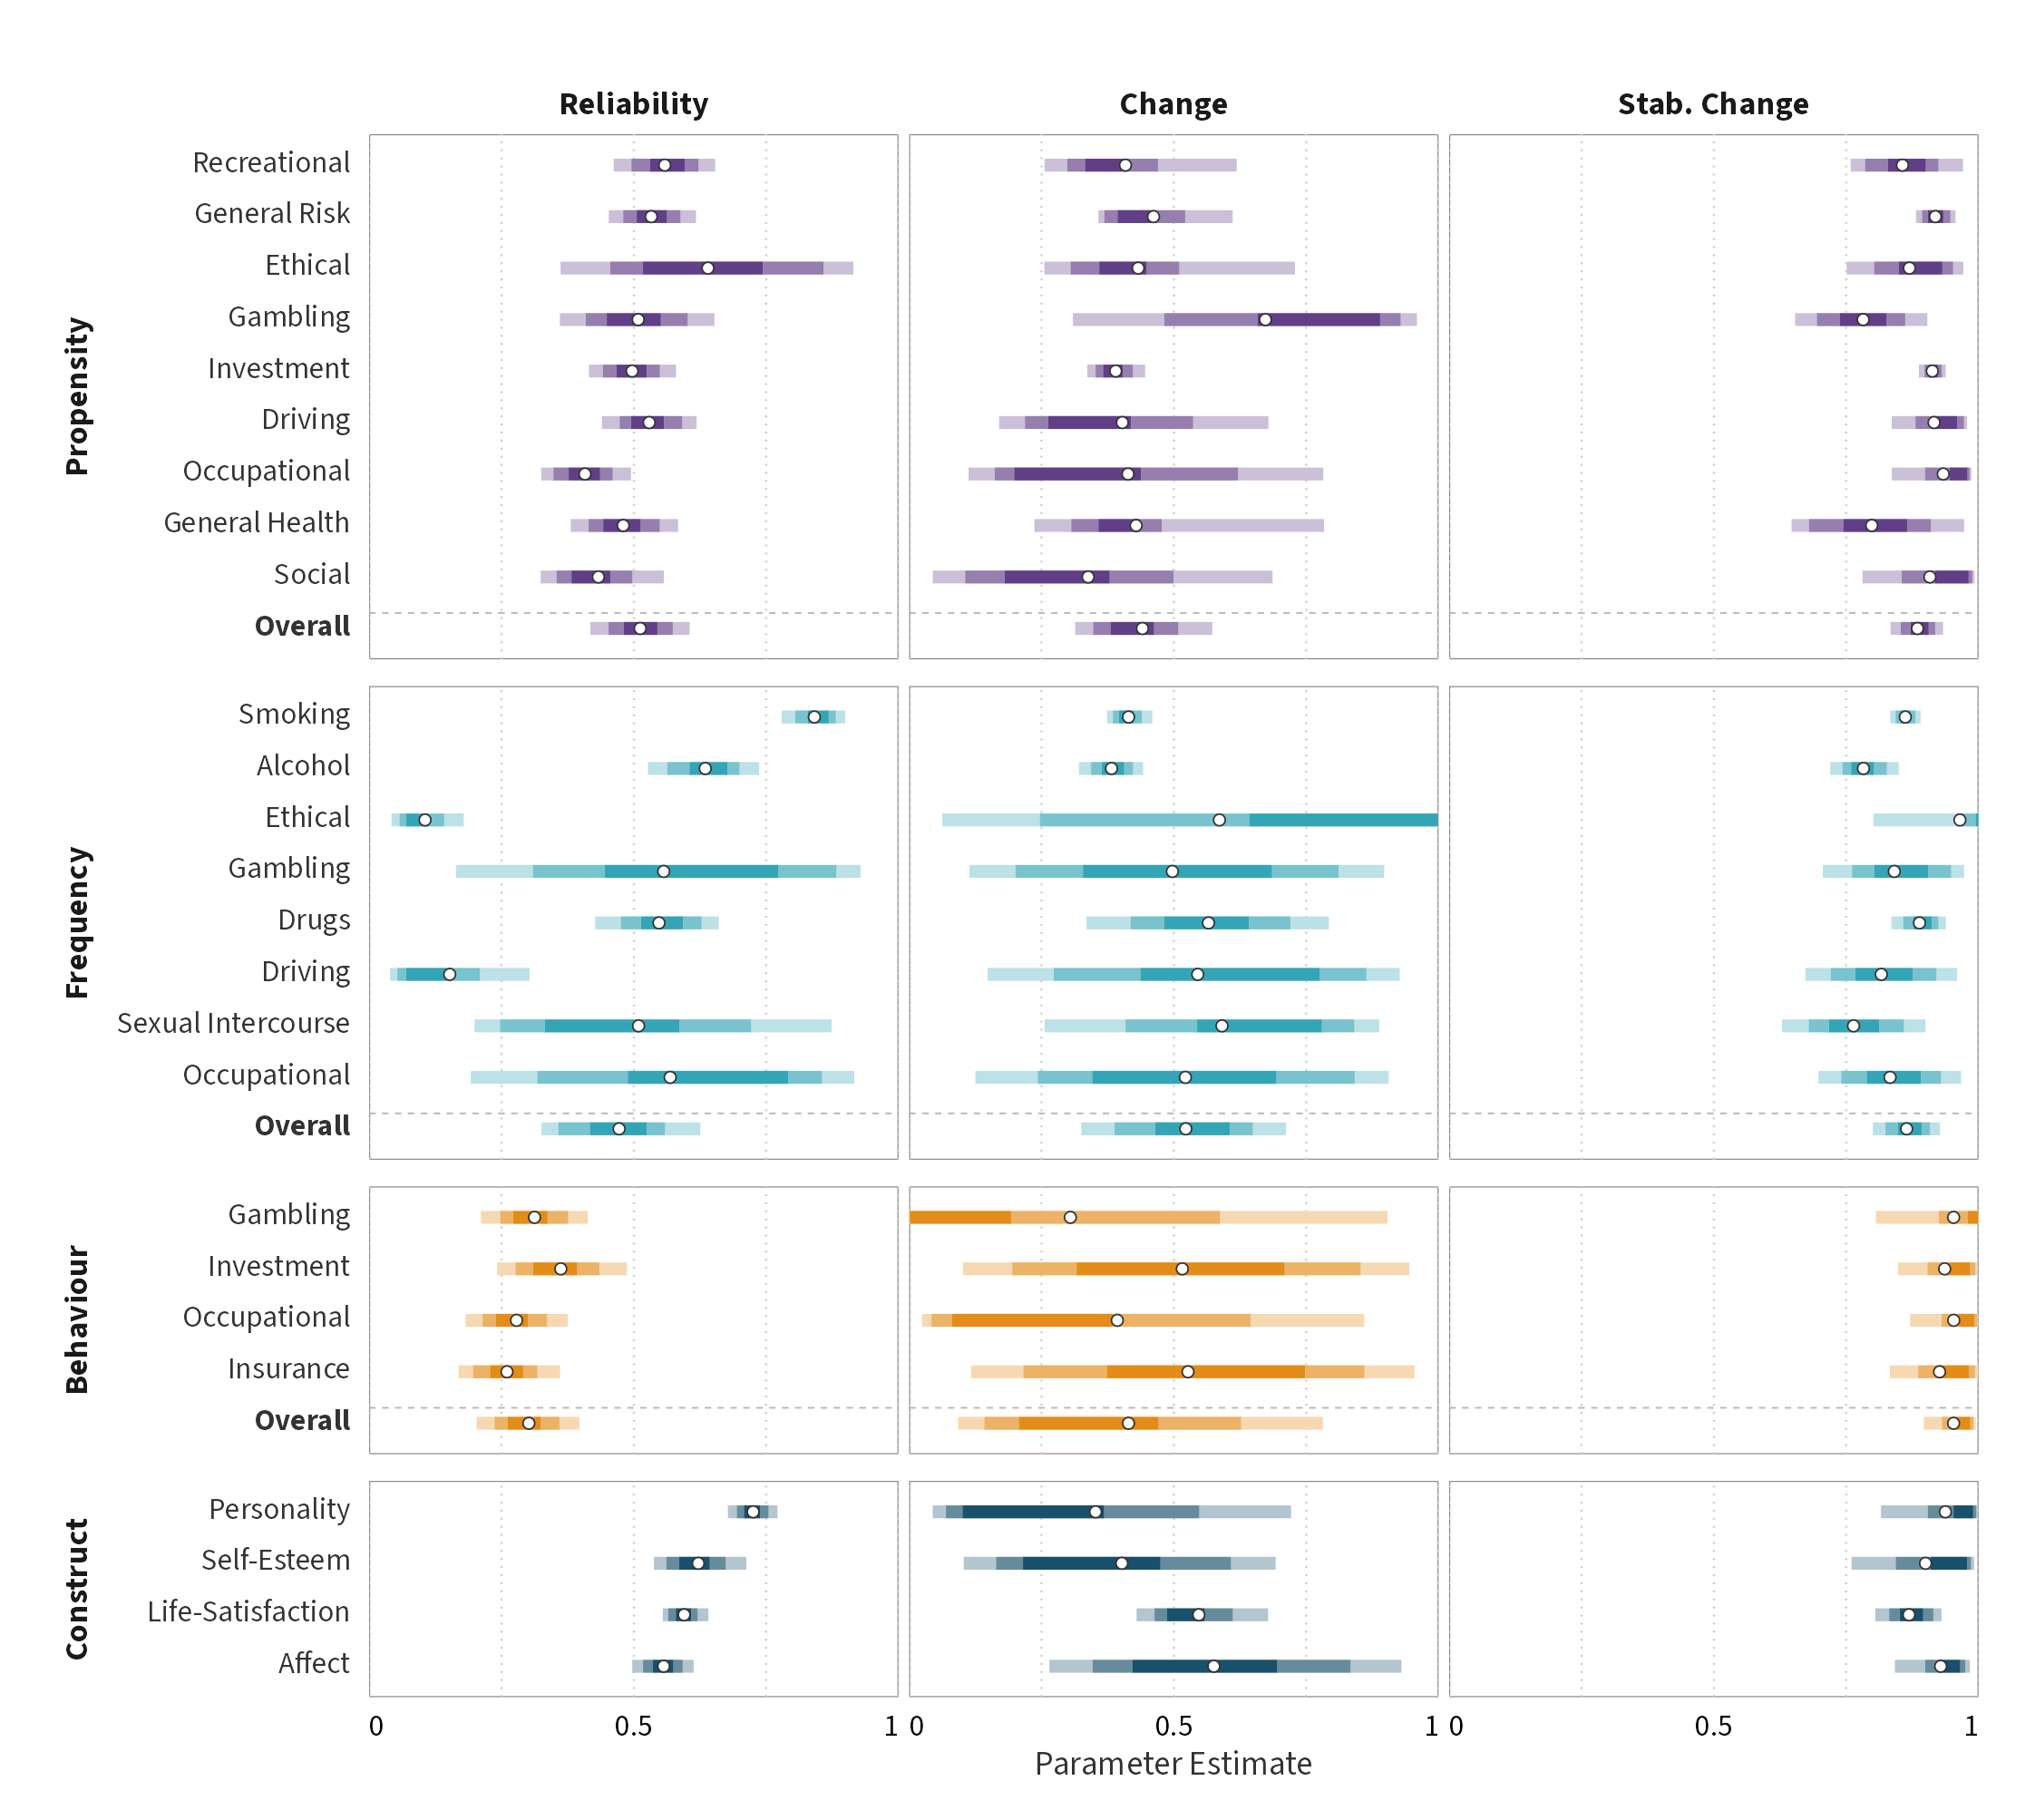 Reliability Change Stab. Change
Propensity
Recreational
General Risk
Ethical
Gambling
Investment
Driving
Occupational
General Health
Social
Overall
Frequency
Smoking
Alcohol
Ethical
Gambling
Drugs
Driving
Sexual Intercourse
Occupational
Overall
Behaviour
Gambling
Investment
Occupational
Insurance
Overall
Construct
Personality
Self-Esteem
Life-Satisfaction
Affect
0 0.5 1 0 0.5 1 0 0.5 1
Parameter Estimate